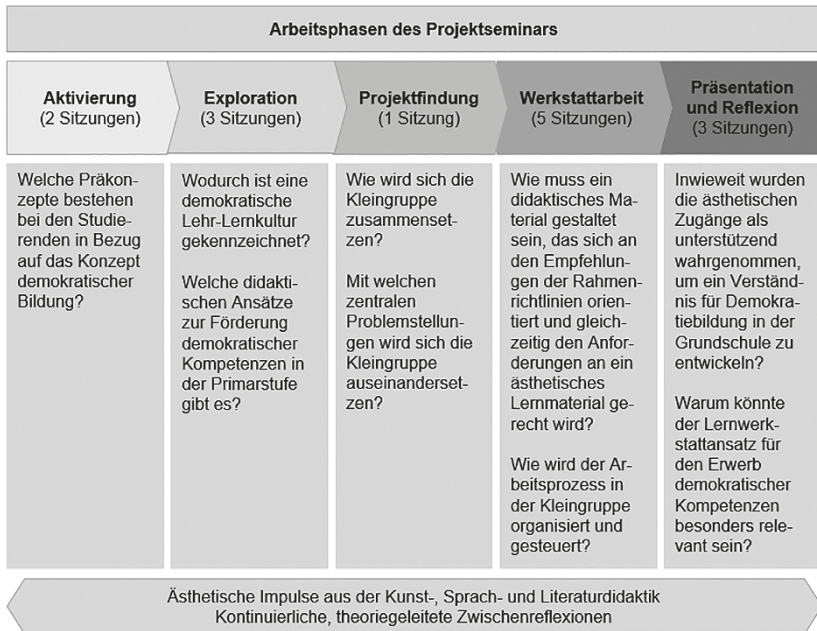 Arbeitsphasen des Projektseminars
Aktivierung
(2 Sitzungen)
Exploration
(3 Sitzungen)
Projektfindung
(1 Sitzung)
Werkstattarbeit
(5 Sitzungen)
Präsentation
und Reflexion
(3 Sitzungen)
Welche Präkon-
zepte bestehen
bei den Studie-
renden in Bezug
auf das Konzept
demokratischer
Bildung?
Wodurch ist eine
demokratische
Lehr-Lernkultur
gekennzeichnet?
Welche didakti-
schen Ansätze
zur Förderung
demokratischer
Kompetenzen in
der Primarstufe
gibt es?
Wie wird sich die
Kleingruppe
zusammenset-
zen?
Mit welchen
zentralen
Problemstellun-
gen wird sich die
Kleingruppe
auseinanderset-
zen?
Wie muss ein
didaktisches Ma-
terial gestaltet
sein, das sich an
den Empfehlun-
gen der Rahmen-
richtlinien orien-
tiert und gleich-
zeitig den Anfor-
derungen an ein
ästhetisches
Lernmaterial ge-
recht wird?
Wie wird der Ar-
beitsprozess in
der Kleingruppe
organisiert und
gesteuert?
Inwieweit wurden
die ästhetischen
Zugänge als
unterstützend
wahrgenommen,
um ein Verständ-
nis für Demokra-
tiebildung in der
Grundschule zu
entwickeln?
Warum könnte
der Lernwerk-
stattansatz für
den Erwerb
demokratischer
Kompetenzen
besonders rele-
vant sein?
Ästhetische Impulse aus der Kunst-, Sprach- und Literaturdidaktik
Kontinuierliche, theoriegeleitete Zwischenreflexionen